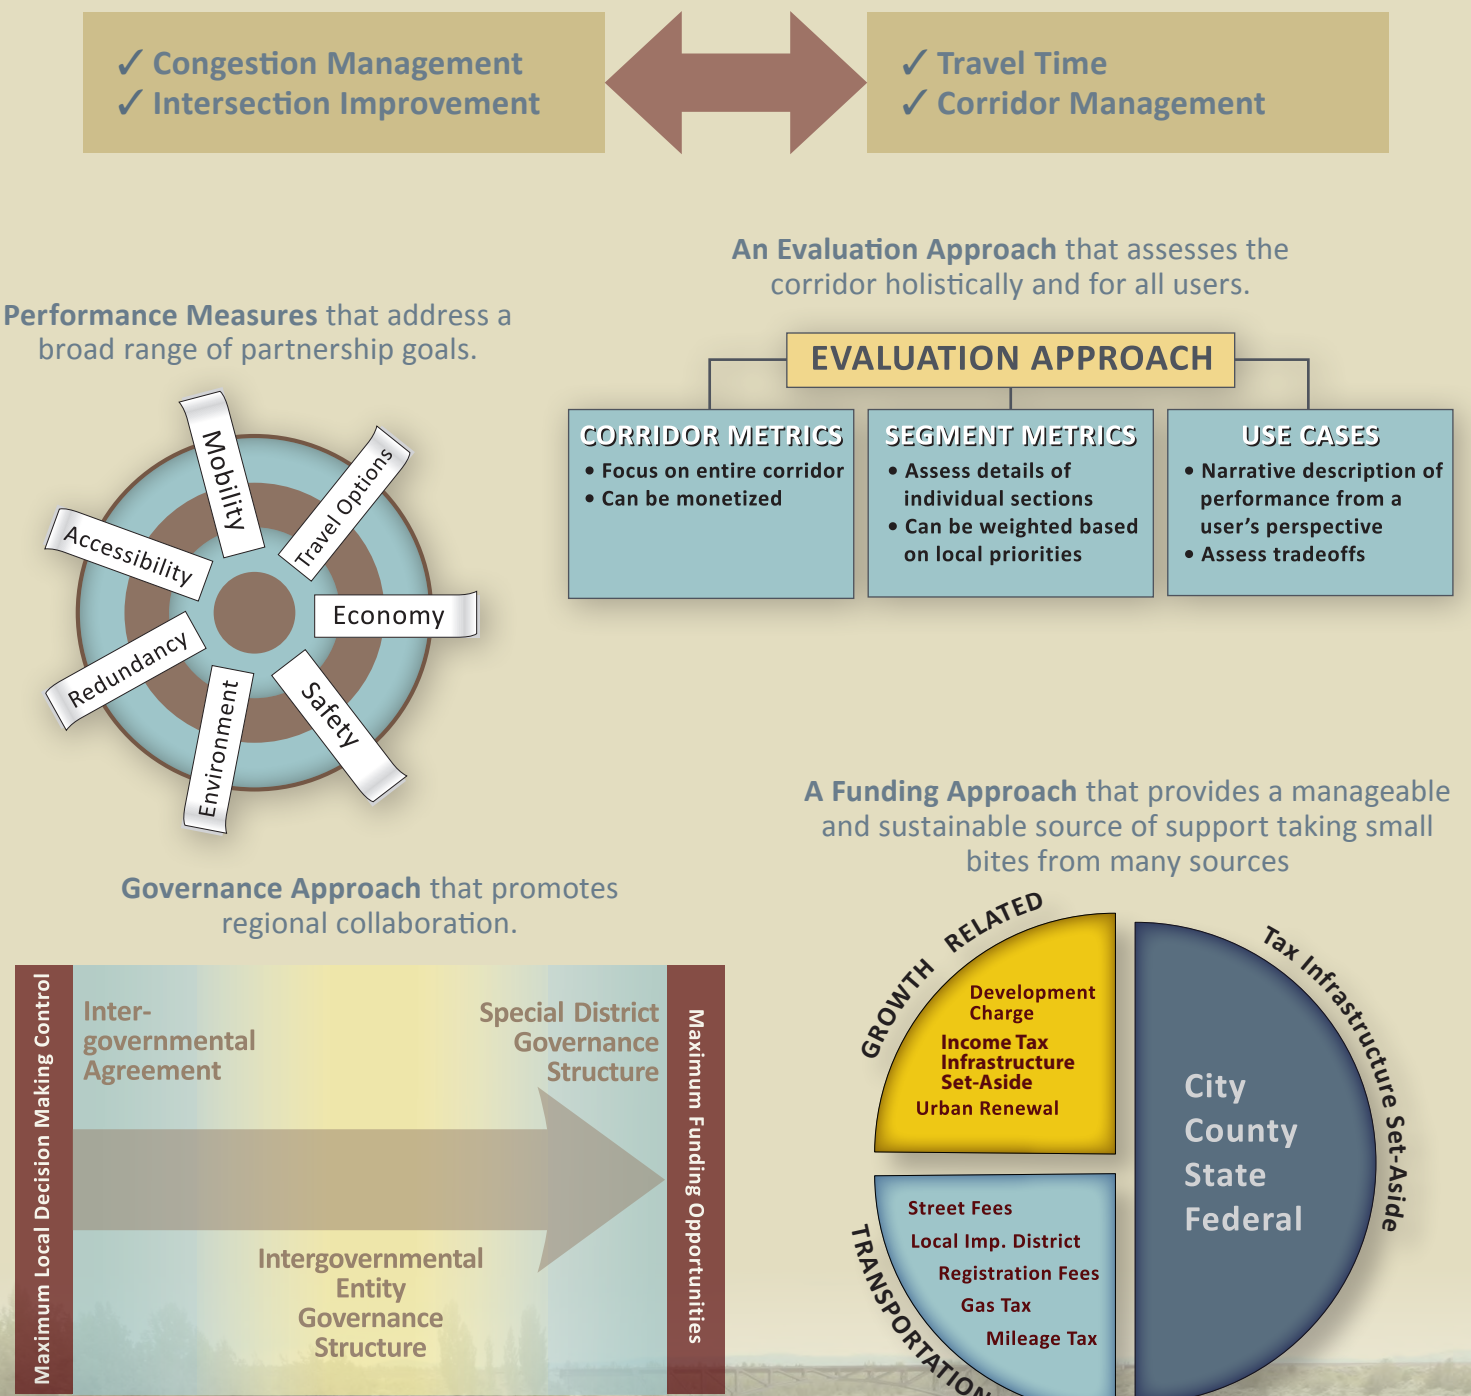 ✓ Congestion Management
✓ Intersection Improvement
✓ Travel Time
✓ Corridor Management
An Evaluation Approach that assesses the
corridor holistically and for all users.
Performance Measures that address a
broad range of partnership goals.
Mobility
Travel Options
Accessibility
Economy
Redundancy
Safety
Environment
EVALUATION APPROACH
CORRIDOR METRICS
• Focus on entire corridor
• Can be monetized
SEGMENT METRICS
• Assess details of
individual sections
• Can be weighted based
on local priorities
USE CASES
• Narrative description of
performance from a
user's perspective
• Assess tradeoffs
Governance Approach that promotes
regional collaboration.
Maximum Local Decision Making Control
Inter-
governmental
Agreement
Special District
Governance
Structure
Intergovernmental
Entity
Governance
Structure
Maximum Funding Opportunities
A Funding Approach that provides a manageable
and sustainable source of support taking small
bites from many sources
GROWTH RELATED
Development
Charge
Income Tax
Infrastructure
Set-Aside
Urban Renewal
Tax Infrastructure Set-Aside
City
County
State
Federal
TRANSPORTATION
Street Fees
Local Imp. District
Registration Fees
Gas Tax
Mileage Tax